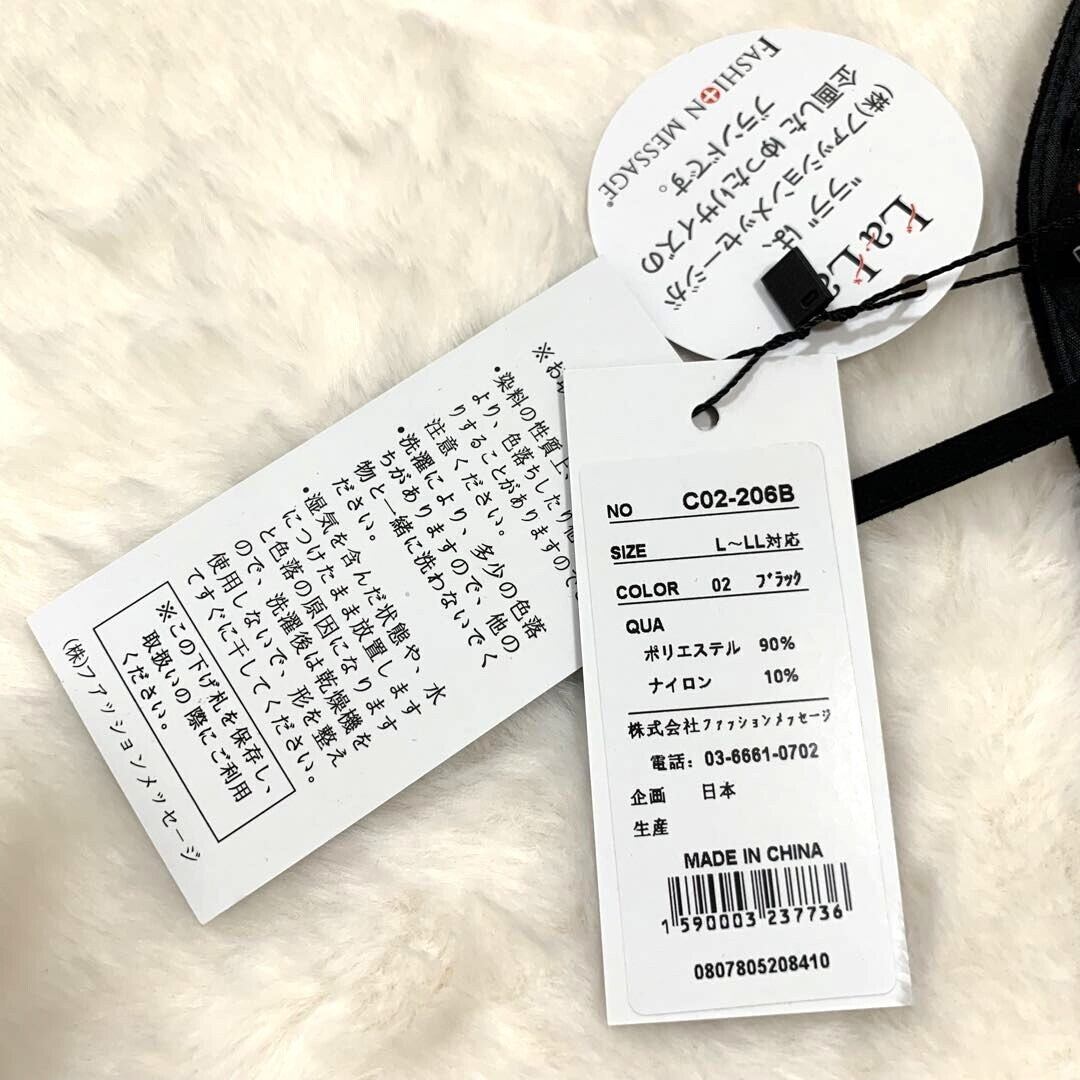 LaLa
"ララ"は、
(株)ファッションメッセージが
企画した ゆったりサイズの
ブランドです。
FASHION MESSAGE®
※お
•染料の性質上、
より、色落ちしたり他
りすることがありますので
注意ください。
•洗濯により、多少の色落
ちがありますので、他の
物と一緒に洗わないでく
ださい。
•湿気を含んだ状態や、水
につけたまま放置します
と色落の原因になります
ので、洗濯後は乾燥機を
使用しないで、形を整え
てすぐに干してください。
※この下げ札を保存し、
取扱いの際にご利用
ください。
(株)ファッションメッセージ
NO C02-206B
SIZE L～LL対応
COLOR 02 ブラック
QUA
ポリエステル 90%
ナイロン 10%
株式会社ファッションメッセージ
電話：03-6661-0702
企画 日本
生産
MADE IN CHINA
1 590003 237736
0807805208410